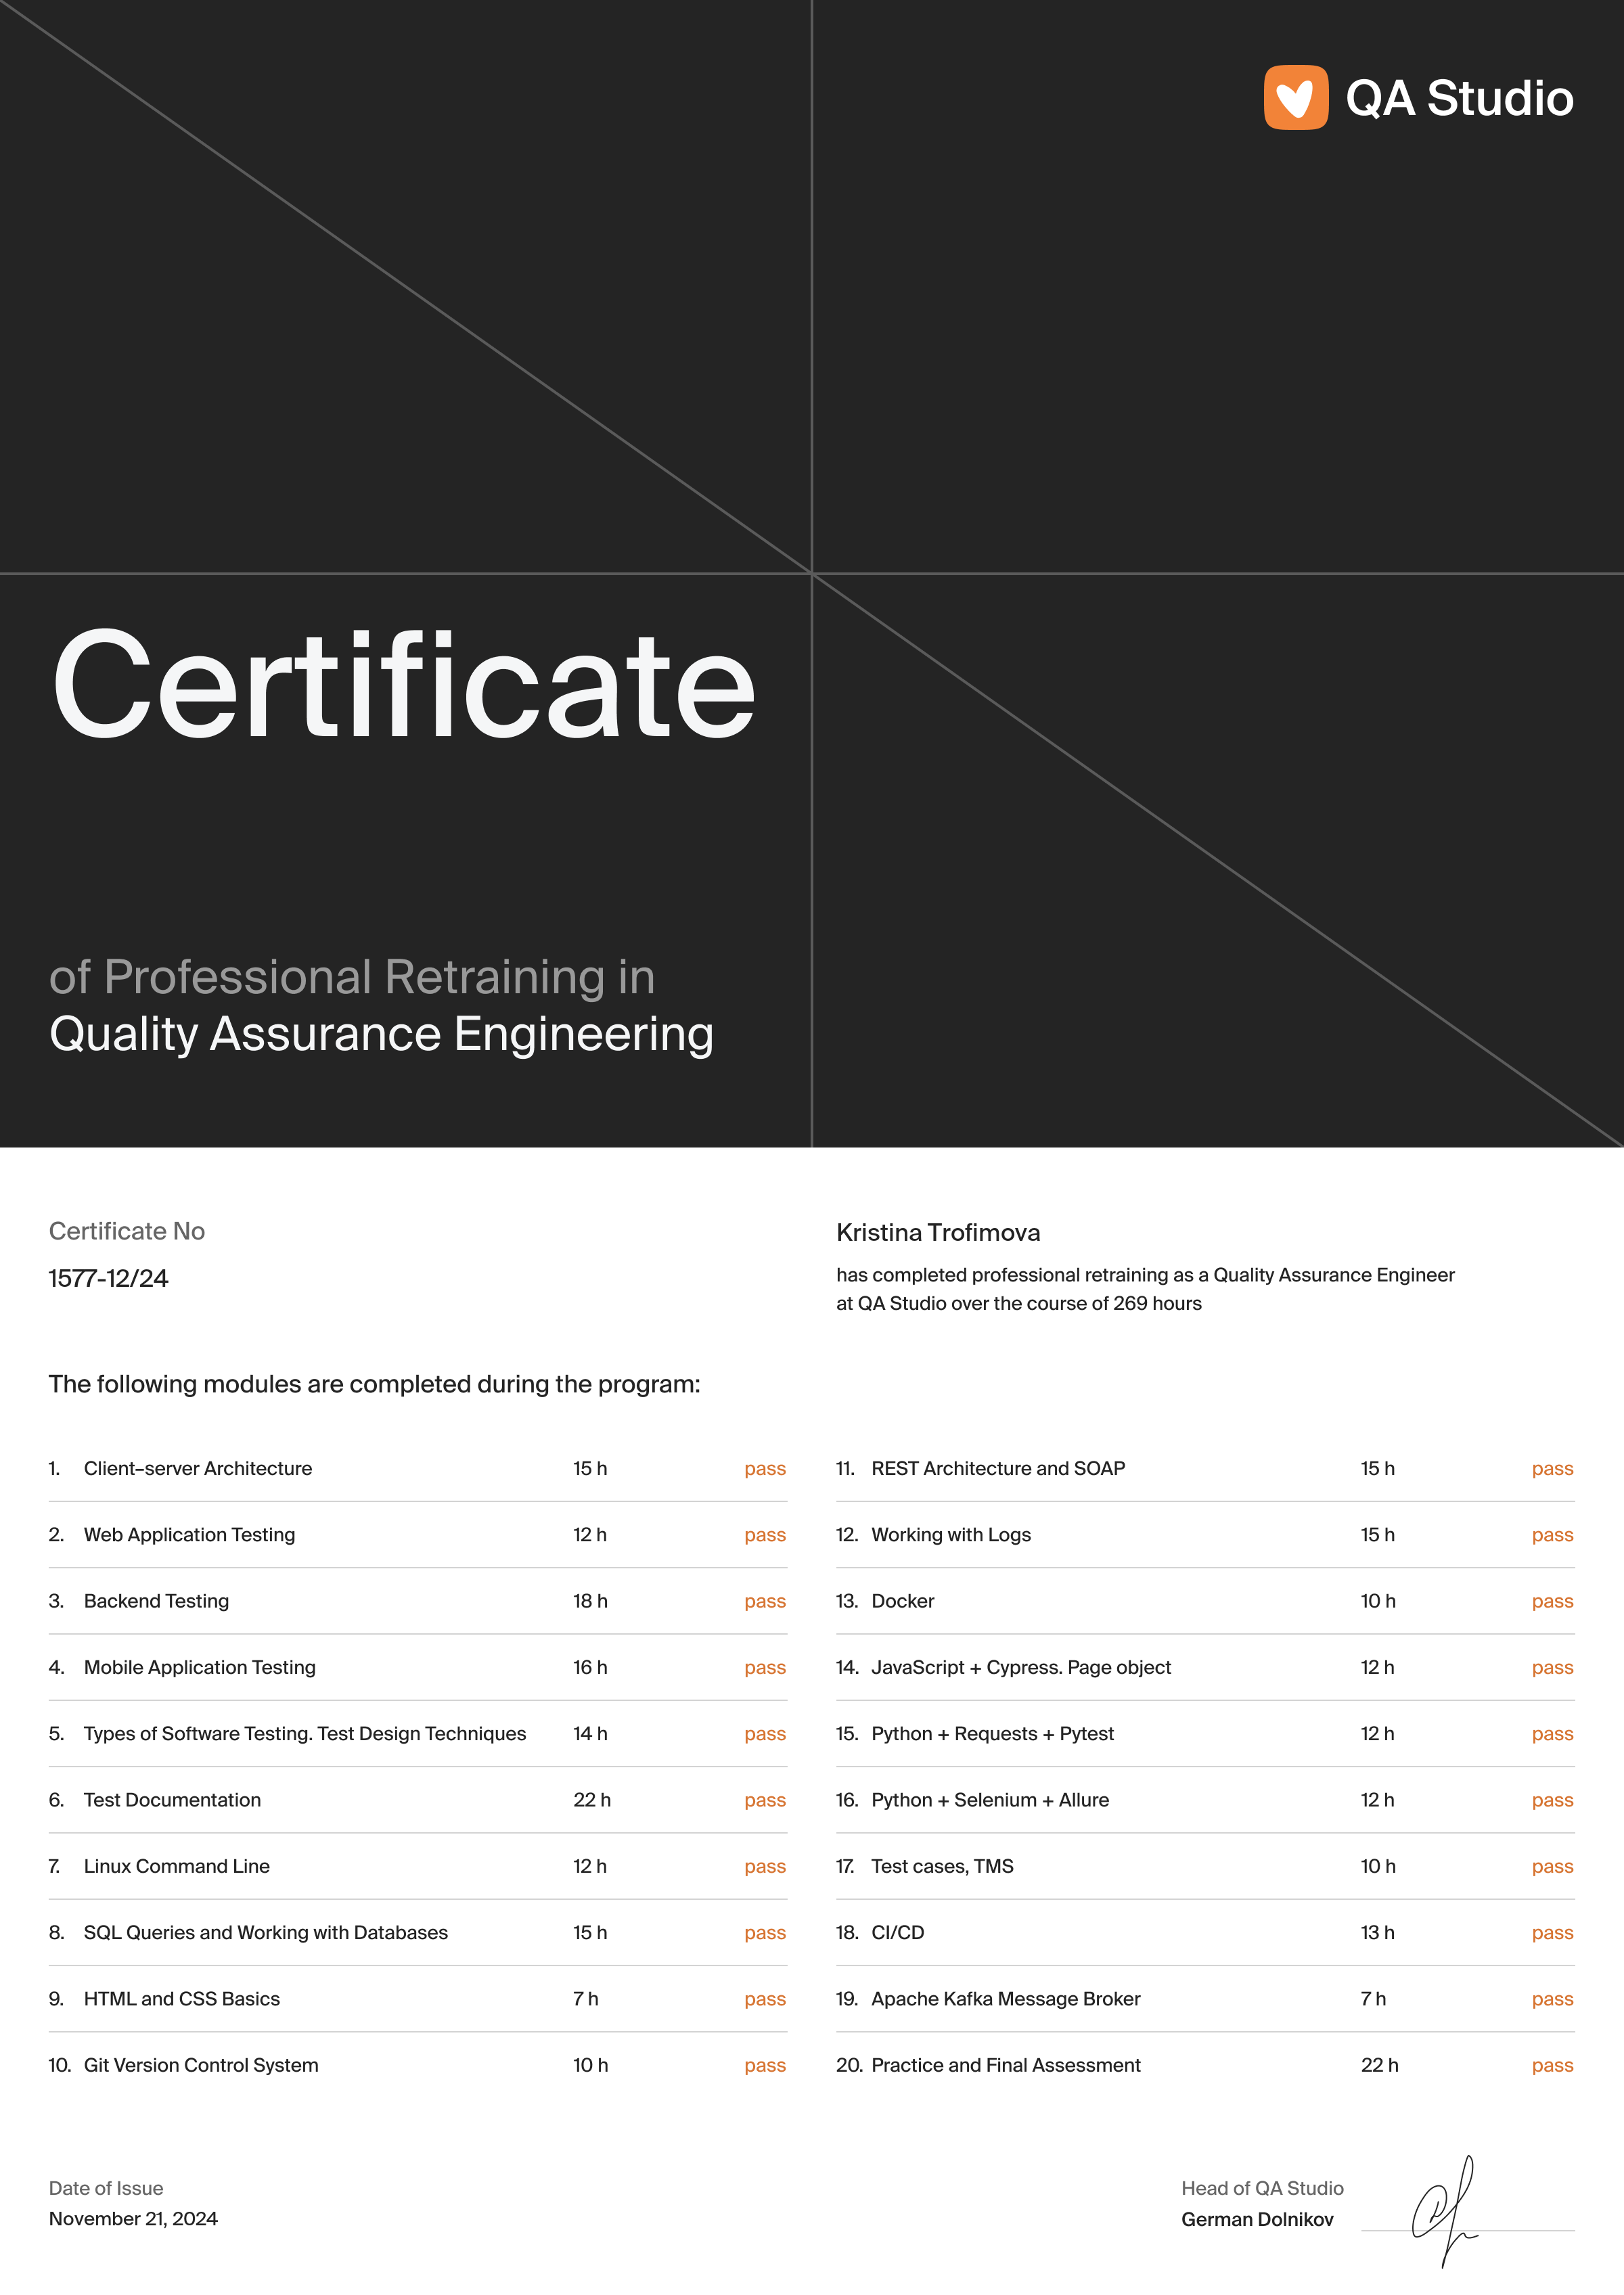 QA Studio
Certificate
of Professional Retraining in
Quality Assurance Engineering
Certificate No
1577-12/24
Kristina Trofimova
has completed professional retraining as a Quality Assurance Engineer
at QA Studio over the course of 269 hours
The following modules are completed during the program:
1. Client–server Architecture 15 h pass
2. Web Application Testing 12 h pass
3. Backend Testing 18 h pass
4. Mobile Application Testing 16 h pass
5. Types of Software Testing. Test Design Techniques 14 h pass
6. Test Documentation 22 h pass
7. Linux Command Line 12 h pass
8. SQL Queries and Working with Databases 15 h pass
9. HTML and CSS Basics 7 h pass
10. Git Version Control System 10 h pass
11. REST Architecture and SOAP 15 h pass
12. Working with Logs 15 h pass
13. Docker 10 h pass
14. JavaScript + Cypress. Page object 12 h pass
15. Python + Requests + Pytest 12 h pass
16. Python + Selenium + Allure 12 h pass
17. Test cases, TMS 10 h pass
18. CI/CD 13 h pass
19. Apache Kafka Message Broker 7 h pass
20. Practice and Final Assessment 22 h pass
Date of Issue
November 21, 2024
Head of QA Studio
German Dolnikov